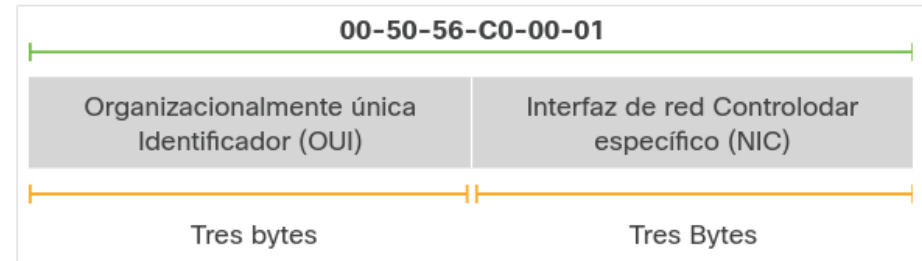 00-50-56-C0-00-01
Organizacionalmente única
Identificador (OUI)
Interfaz de red Controlodar
específico (NIC)
Tres bytes
Tres Bytes